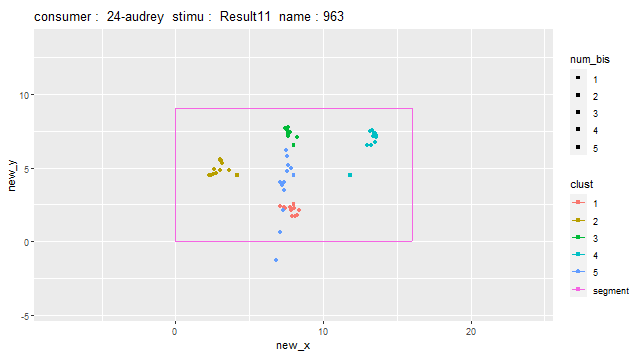 consumer :  24-audrey  stimu :  Result11  name : 963
new_y
10
5
0
-5
0
10
20
new_x
num_bis
1
2
3
4
5
clust
1
2
3
4
5
segment